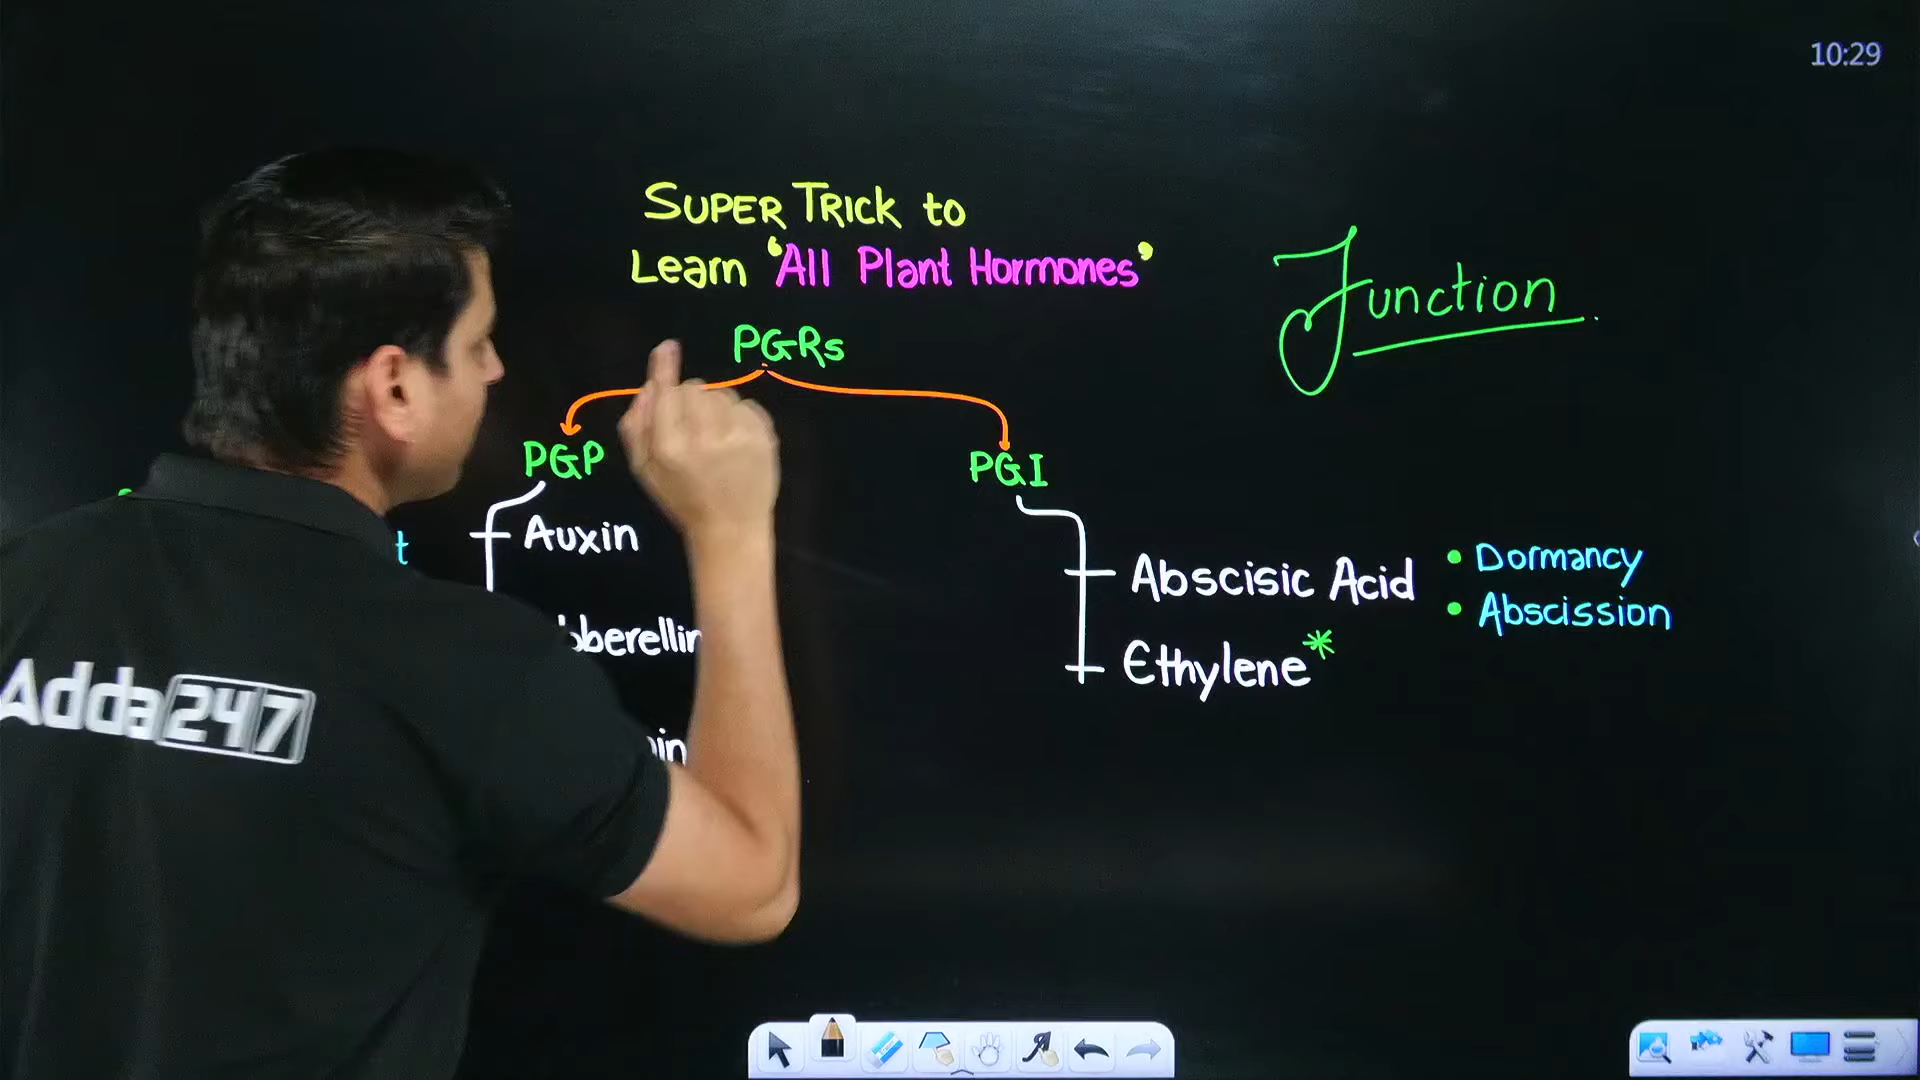 10:29
SUPER TRICK to
Learn 'All Plant Hormones'
Function
PGRs
PGP
PGI
Auxin
Abscisic Acid
• Dormancy
• Abscission
Ethylene*
Adda247